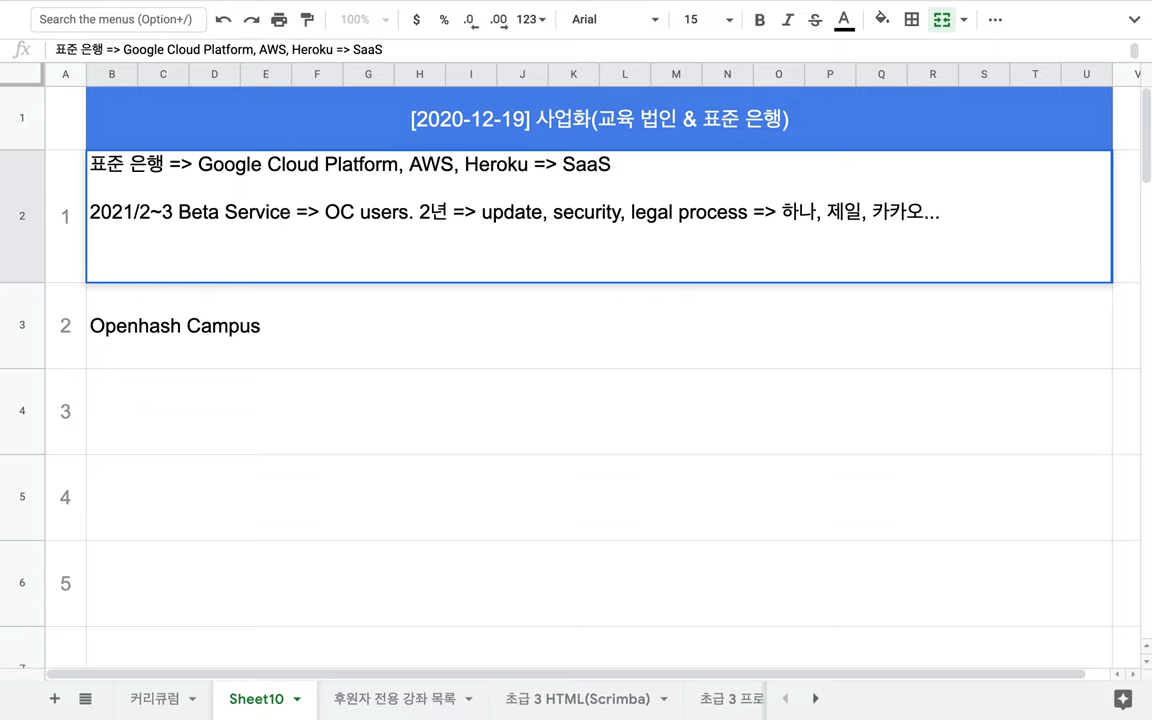 Search the menus (Option+/)
100%
$ % .0 .00 123
Arial
15
B I S A
fx 표준 은행 => Google Cloud Platform, AWS, Heroku => SaaS
A B C D E F G H I J K L M N O P Q R S T U V
1 [2020-12-19] 사업화(교육 법인 & 표준 은행)
표준 은행 => Google Cloud Platform, AWS, Heroku => SaaS
2 1 2021/2~3 Beta Service => OC users. 2년 => update, security, legal process => 하나, 제일, 카카오...
3 2 Openhash Campus
4 3
5 4
6 5
7
커리큘럼 Sheet10 후원자 전용 강좌 목록 초급 3 HTML(Scrimba) 초급 3 프로